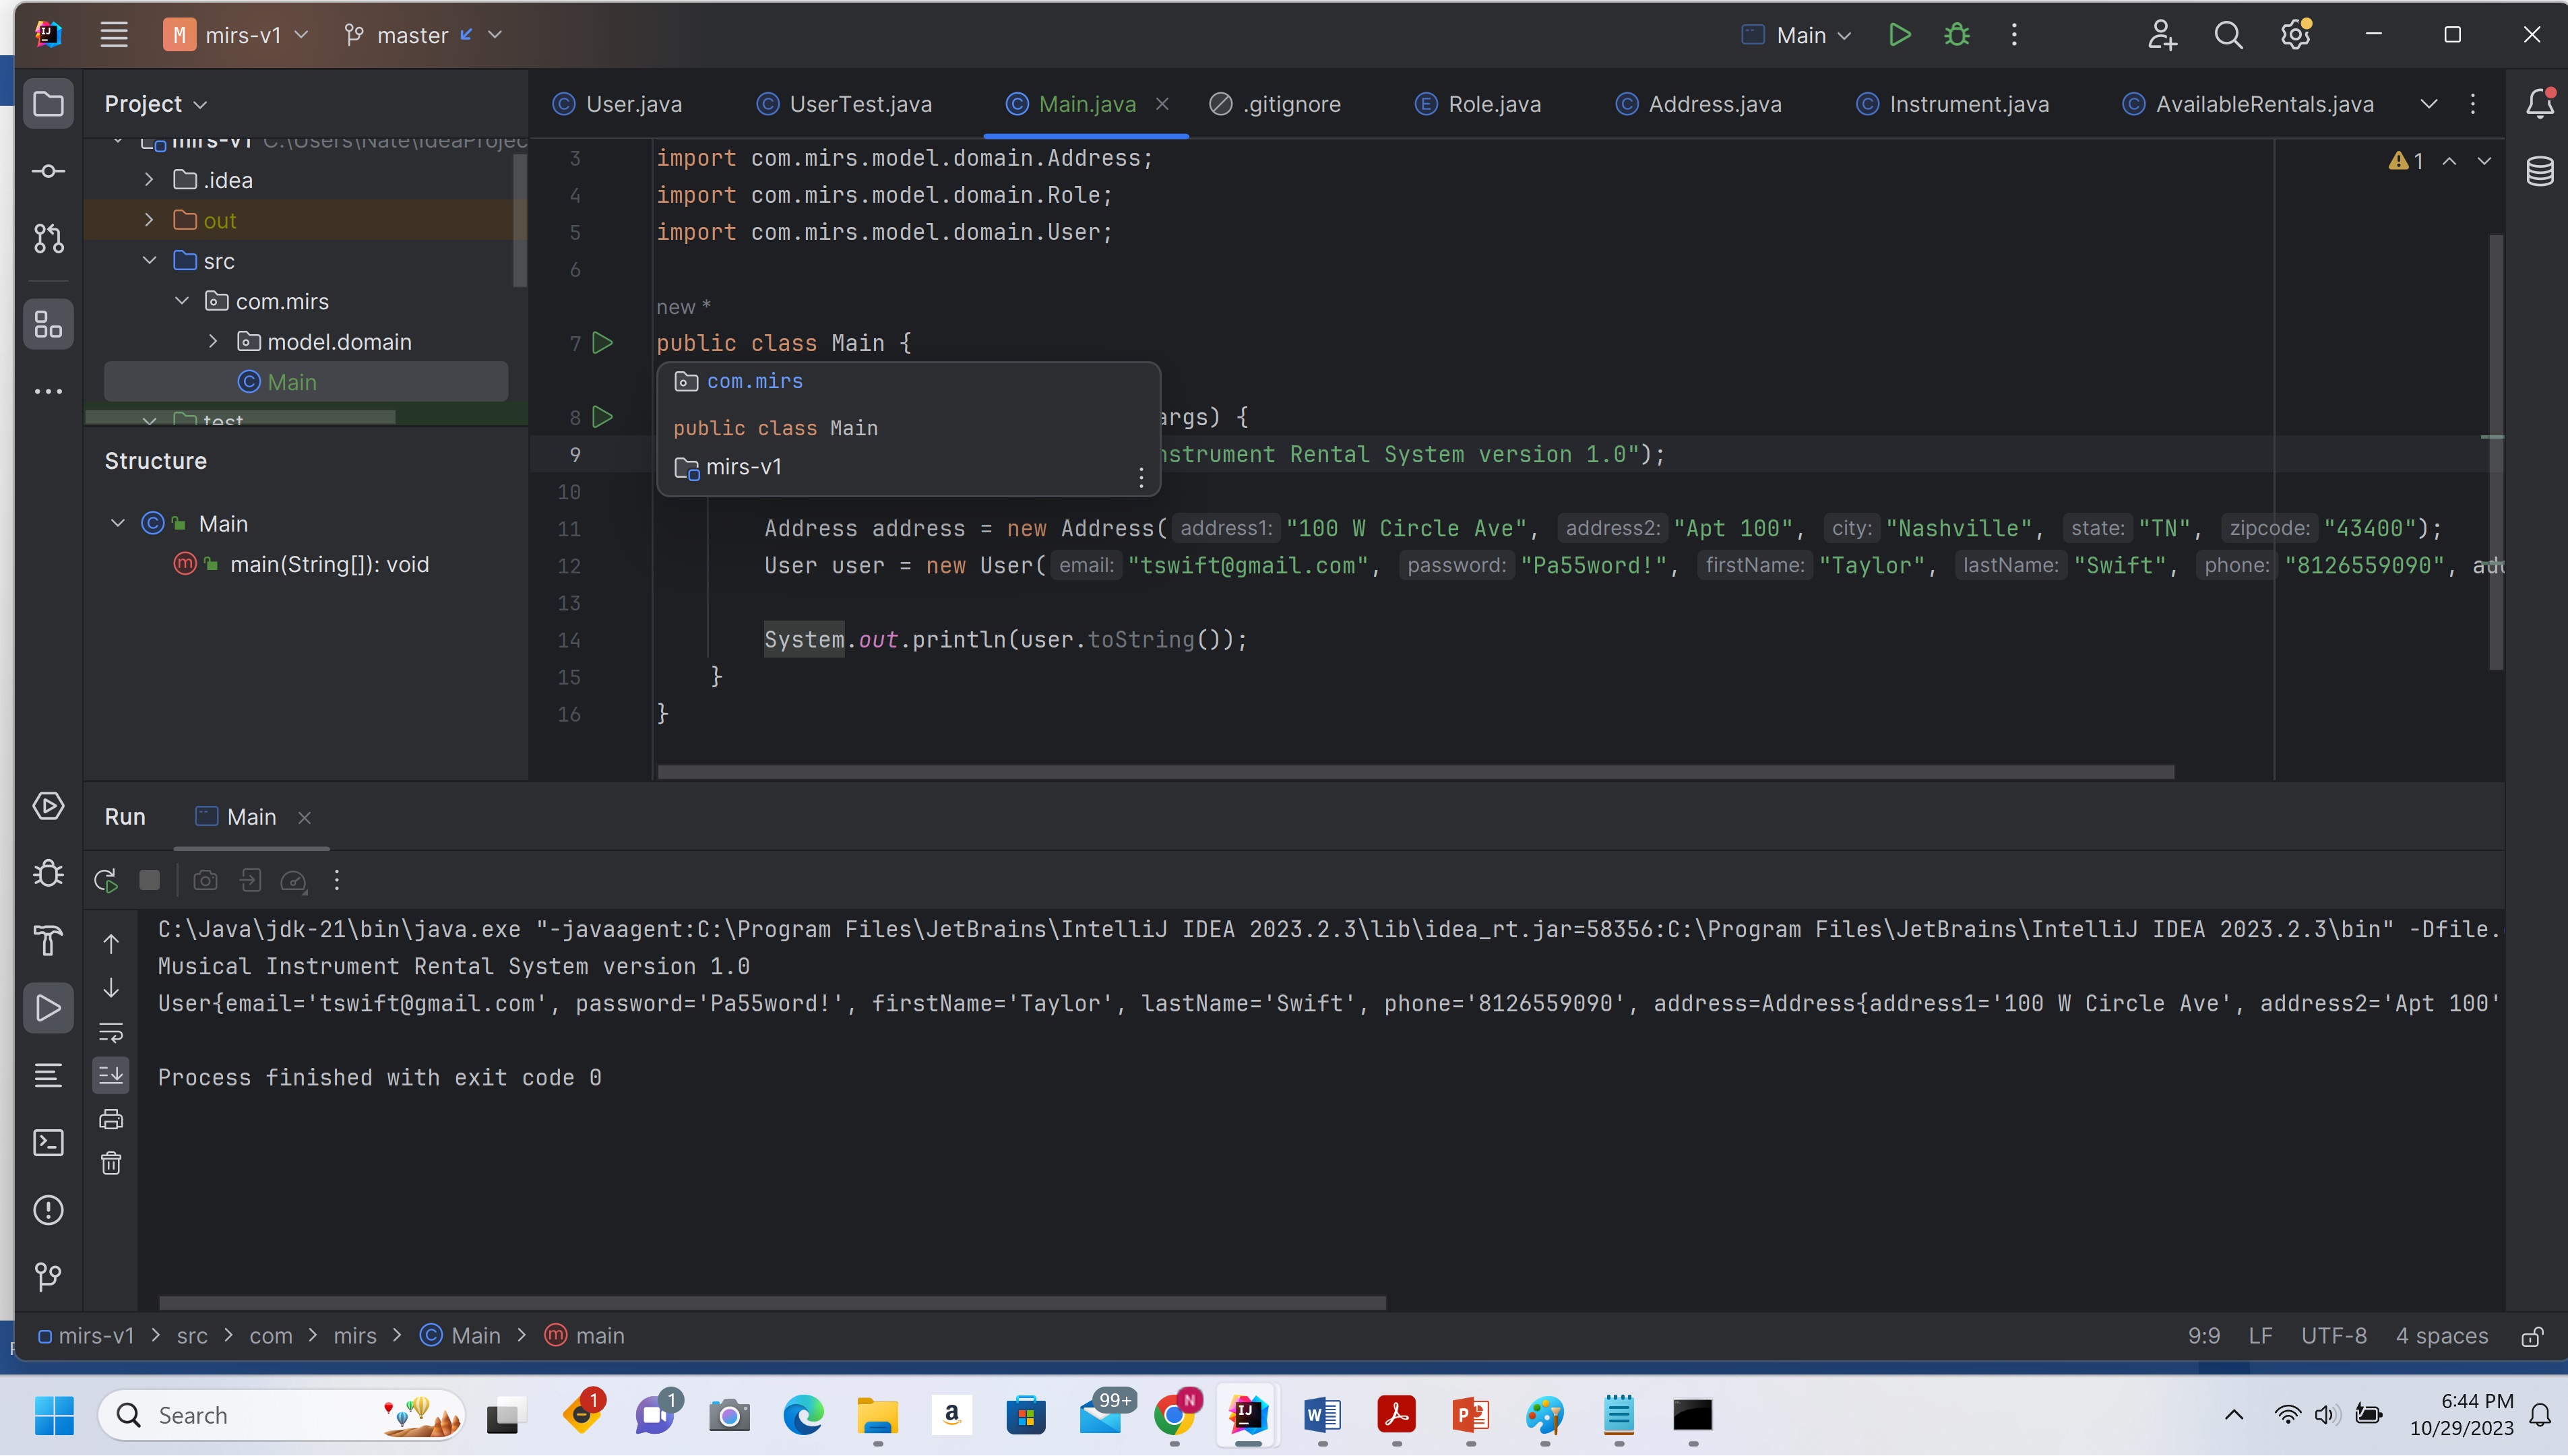 M mirs-v1 master Main
Project
User.java UserTest.java Main.java .gitignore Role.java Address.java Instrument.java AvailableRentals.java
mirs-v1 C:\Users\Nate\IdeaProjec
.idea
out
src
com.mirs
model.domain
Main
test
Structure
Main
main(String[]): void
1
3 import com.mirs.model.domain.Address;
4 import com.mirs.model.domain.Role;
5 import com.mirs.model.domain.User;
6
new *
7 public class Main {
com.mirs
public class Main
mirs-v1
8 args) {
9 nstrument Rental System version 1.0");
10
11 Address address = new Address( address1: "100 W Circle Ave", address2: "Apt 100", city: "Nashville", state: "TN", zipcode: "43400");
12 User user = new User( email: "tswift@gmail.com", password: "Pa55word!", firstName: "Taylor", lastName: "Swift", phone: "8126559090", add
13
14 System.out.println(user.toString());
15 }
16 }
Run Main
C:\Java\jdk-21\bin\java.exe "-javaagent:C:\Program Files\JetBrains\IntelliJ IDEA 2023.2.3\lib\idea_rt.jar=58356:C:\Program Files\JetBrains\IntelliJ IDEA 2023.2.3\bin" -Dfile.
Musical Instrument Rental System version 1.0
User{email='tswift@gmail.com', password='Pa55word!', firstName='Taylor', lastName='Swift', phone='8126559090', address=Address{address1='100 W Circle Ave', address2='Apt 100'
Process finished with exit code 0
mirs-v1 > src > com > mirs > Main > main
9:9 LF UTF-8 4 spaces
Search
1
1
99+
N
6:44 PM
10/29/2023